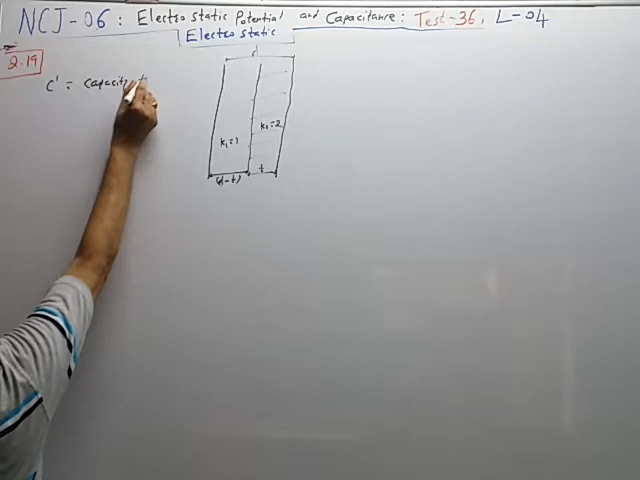 NCJ-06: Electrostatic Potential and Capacitance: Test-36, L-04
Electrostatic
2.19
C' = capacity
K₁=1
K₂=2
(d-t)
t